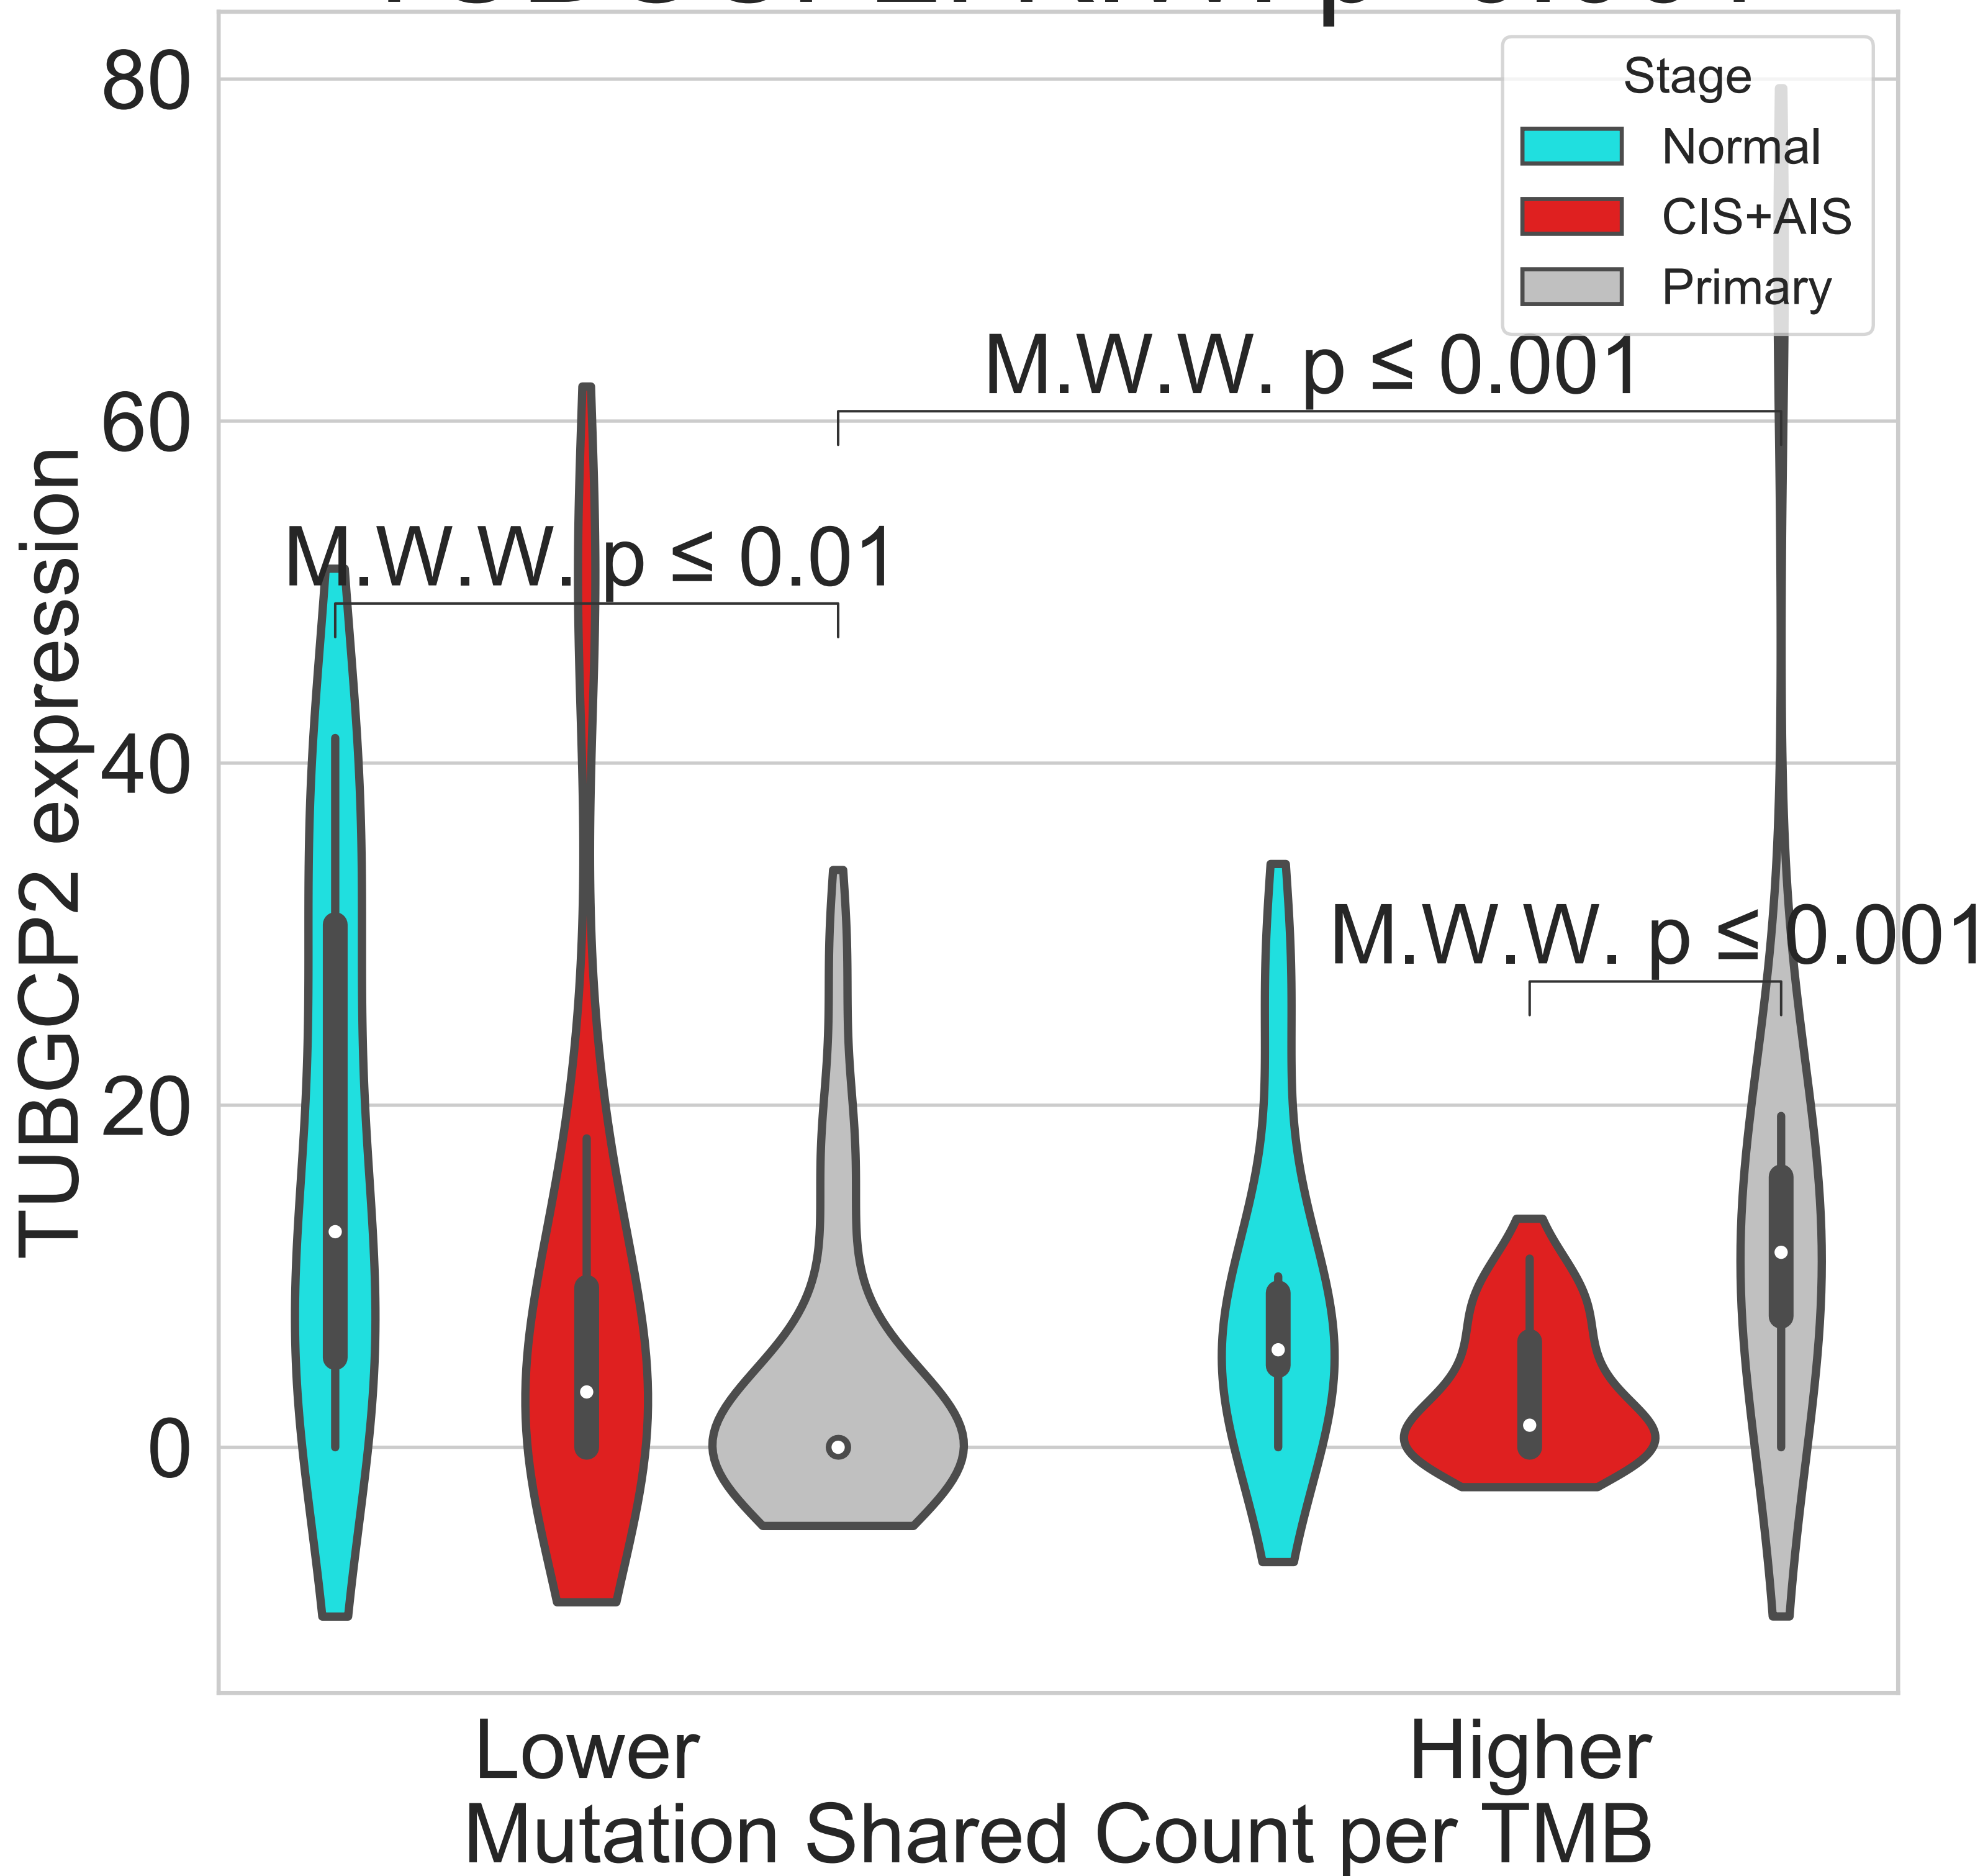 80
60
40
20
0
TUBGCP2 expression
Stage
Normal
CIS+AIS
Primary
M.W.W. p ≤ 0.001
M.W.W. p ≤ 0.01
M.W.W. p ≤ 0.001
Lower
Higher
Mutation Shared Count per TMB